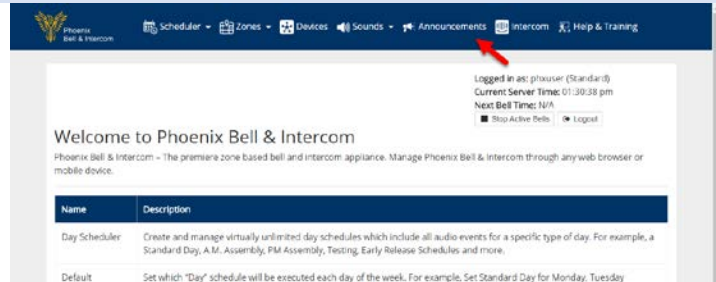 Phoenix
Bell & Intercom
Scheduler Zones Devices Sounds Announcements Intercom Help & Training
Logged in as: phxuser (Standard)
Current Server Time: 01:30:38 pm
Next Bell Time: N/A
Stop Active Bells Logout
Welcome to Phoenix Bell & Intercom
Phoenix Bell & Intercom – The premiere zone based bell and intercom appliance. Manage Phoenix Bell & Intercom through any web browser or
mobile device.
Name Description
Day Scheduler Create and manage virtually unlimited day schedules which include all audio events for a specific type of day. For example, a
Standard Day, A.M. Assembly, PM Assembly, Testing, Early Release Schedules and more.
Default Set which "Day" schedule will be executed each day of the week. For example, Set Standard Day for Monday, Tuesday